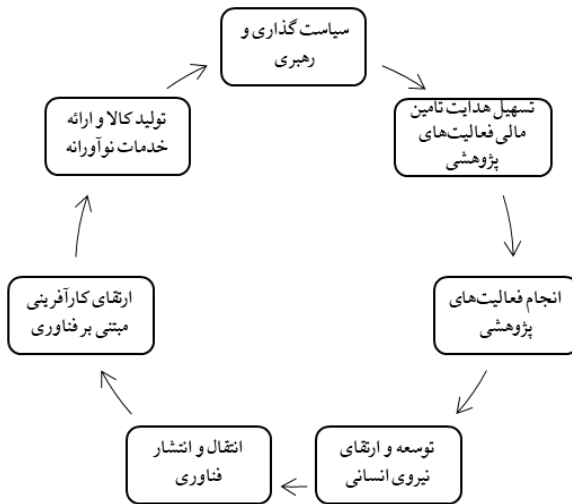 سیاست گذاری و
رهبری
تسهیل هدایت تامین
مالی فعالیت‌های
پژوهشی
انجام فعالیت‌های
پژوهشی
توسعه و ارتقای
نیروی انسانی
انتقال و انتشار
فناوری
ارتقای کارآفرینی
مبتنی بر فناوری
تولید کالا و ارائه
خدمات نوآورانه